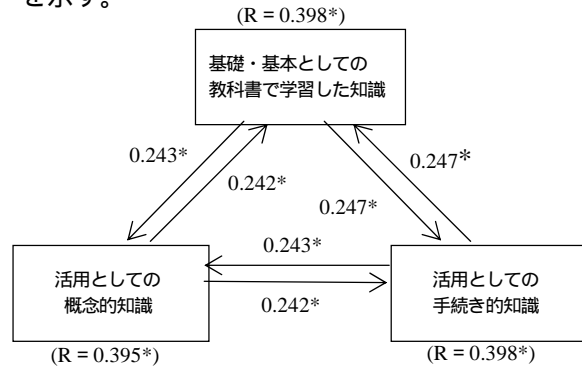 を示す。
(R = 0.398*)
基礎・基本としての
教科書で学習した知識
0.243*
0.242*
0.247*
0.247*
0.243*
0.242*
活用としての
概念的知識
(R = 0.395*)
活用としての
手続き的知識
(R = 0.398*)